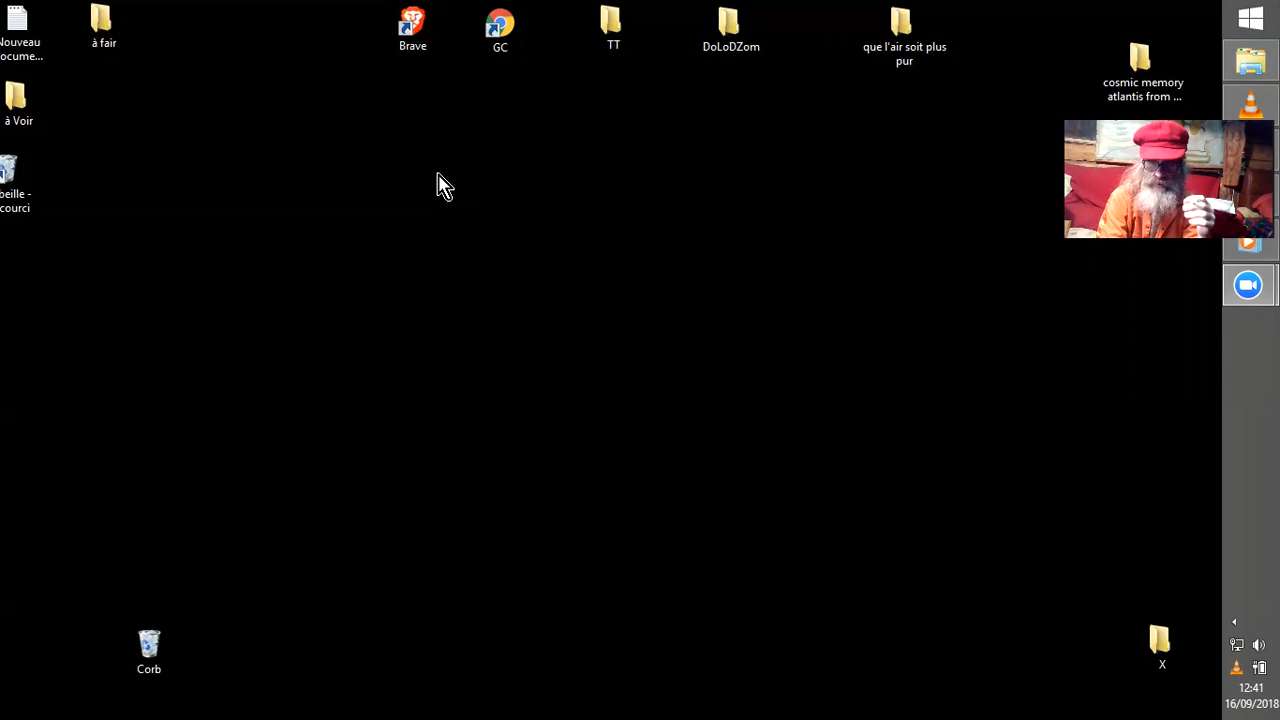 Nouveau
ocume...
à fair
Brave
GC
TT
DoLoDZom
que l'air soit plus
pur
cosmic memory
atlantis from ...
à Voir
beille -
courci
Corb
X
12:41
16/09/2018